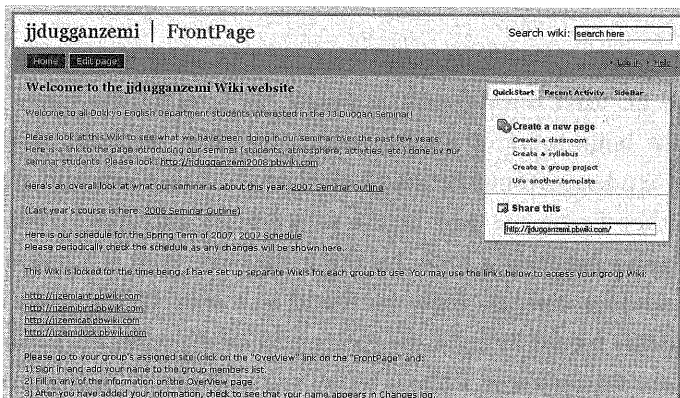 jjdugganzemi | FrontPage
Search wiki: search here
Home Edit page
Log in Help
Welcome to the jjdugganzemi Wiki website
Welcome to all Dokkyo English Department students interested in the JJ Duggan Seminar!
Please look at this Wiki to see what we have been doing in our seminar over the past few years.
Here is a link to the page introducing our seminar (students, atmosphere, activities, etc.) done by our
seminar students. Please look: http://jjdugganzemi2008.pbwiki.com
Here's an overall look at what our seminar is about this year: 2007 Seminar Outline
(Last year's course is here: 2006 Seminar Outline)
Here is our schedule for the Spring Term of 2007: 2007 Schedule
Please periodically check the schedule as any changes will be shown here.
This Wiki is locked for the time being. I have set up separate Wikis for each group to use. You may use the links below to access your group Wiki:
http://jjzemiant.pbwiki.com
http://jjzemibird.pbwiki.com
http://jjzemicat.pbwiki.com
http://jjzemiduck.pbwiki.com
Please go to your group's assigned site (click on the "OverView" link on the "FrontPage" and:
1) Sign in and add your name to the group members list.
2) Fill in any of the information on the OverView page.
3) After you have added your information, check to see that your name appears in Changes log.
QuickStart Recent Activity SideBar
Create a new page
Create a classroom
Create a syllabus
Create a group project
Use another template
Share this
http://jjdugganzemi.pbwiki.com/